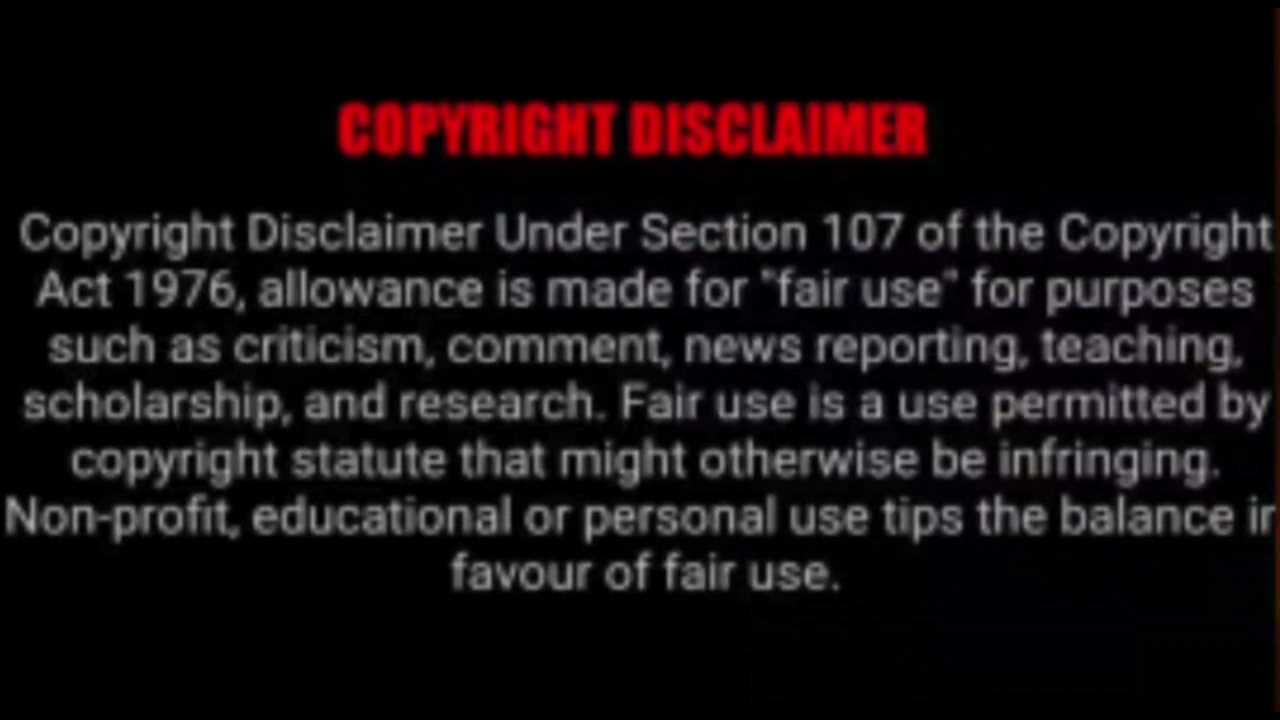 COPYRIGHT DISCLAIMER
Copyright Disclaimer Under Section 107 of the Copyright
Act 1976, allowance is made for "fair use" for purposes
such as criticism, comment, news reporting, teaching,
scholarship, and research. Fair use is a use permitted by
copyright statute that might otherwise be infringing.
Non-profit, educational or personal use tips the balance in
favour of fair use.